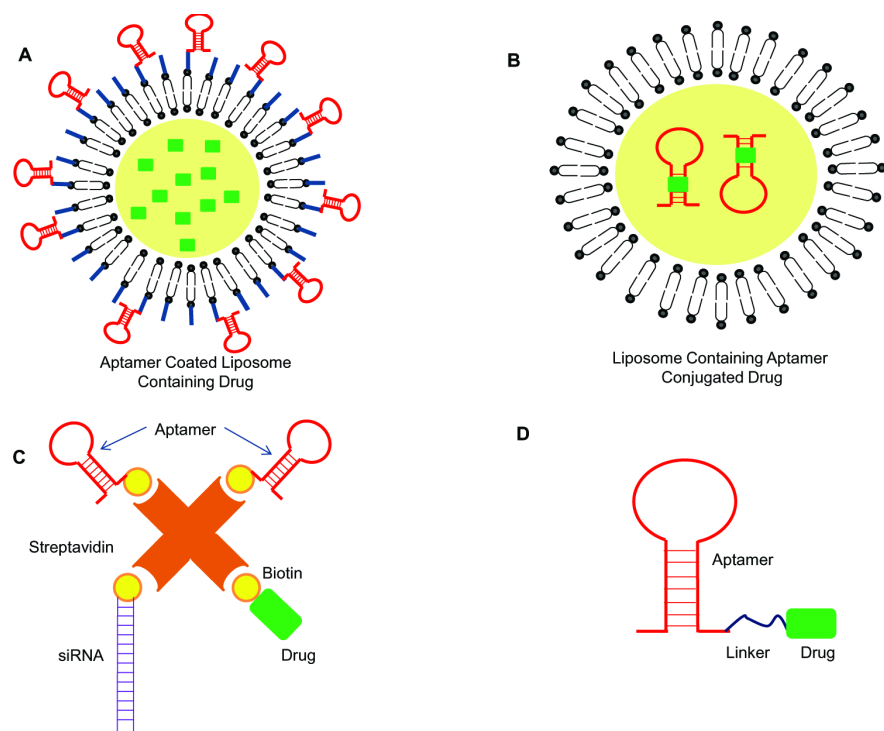 A
B
Aptamer Coated Liposome
Containing Drug
Liposome Containing Aptamer
Conjugated Drug
C
Aptamer
Streptavidin
Biotin
siRNA
Drug
D
Aptamer
Linker
Drug